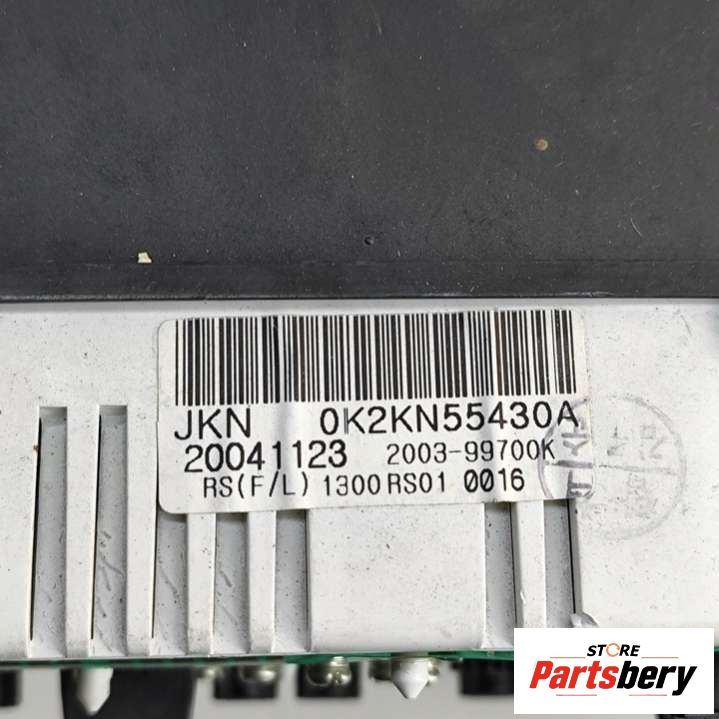 JKN 0K2KN55430A
20041123 2003-99700K
RS(F/L) 1300 RS01 0016
STORE
Partsbery